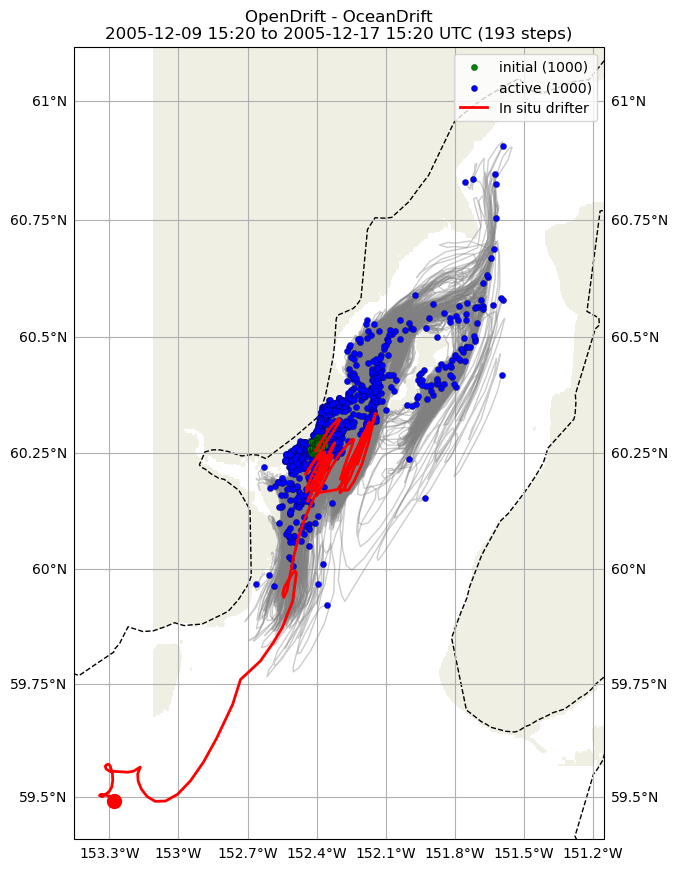 OpenDrift - OceanDrift
2005-12-09 15:20 to 2005-12-17 15:20 UTC (193 steps)
initial (1000)
active (1000)
In situ drifter
61°N
61°N
60.75°N
60.75°N
60.5°N
60.5°N
60.25°N
60.25°N
60°N
60°N
59.75°N
59.75°N
59.5°N
59.5°N
153.3°W
153°W
152.7°W
152.4°W
152.1°W
151.8°W
151.5°W
151.2°W